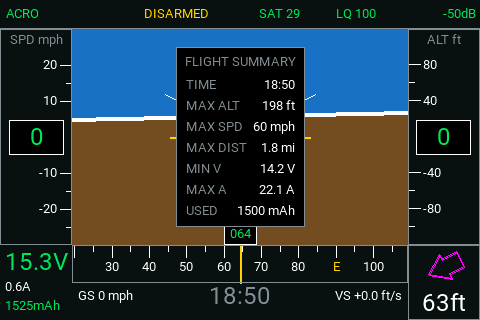 ACRO DISARMED SAT 29 LQ 100 -50dB
SPD mph ALT ft
FLIGHT SUMMARY
TIME 18:50
MAX ALT 198 ft
MAX SPD 60 mph
MAX DIST 1.8 mi
MIN V 14.2 V
MAX A 22.1 A
USED 1500 mAh
20
10
0
-10
-20
80
40
0
-40
-80
064
30 40 50 60 70 80 E 100
15.3V
0.6A
1525mAh
GS 0 mph 18:50 VS +0.0 ft/s
63ft